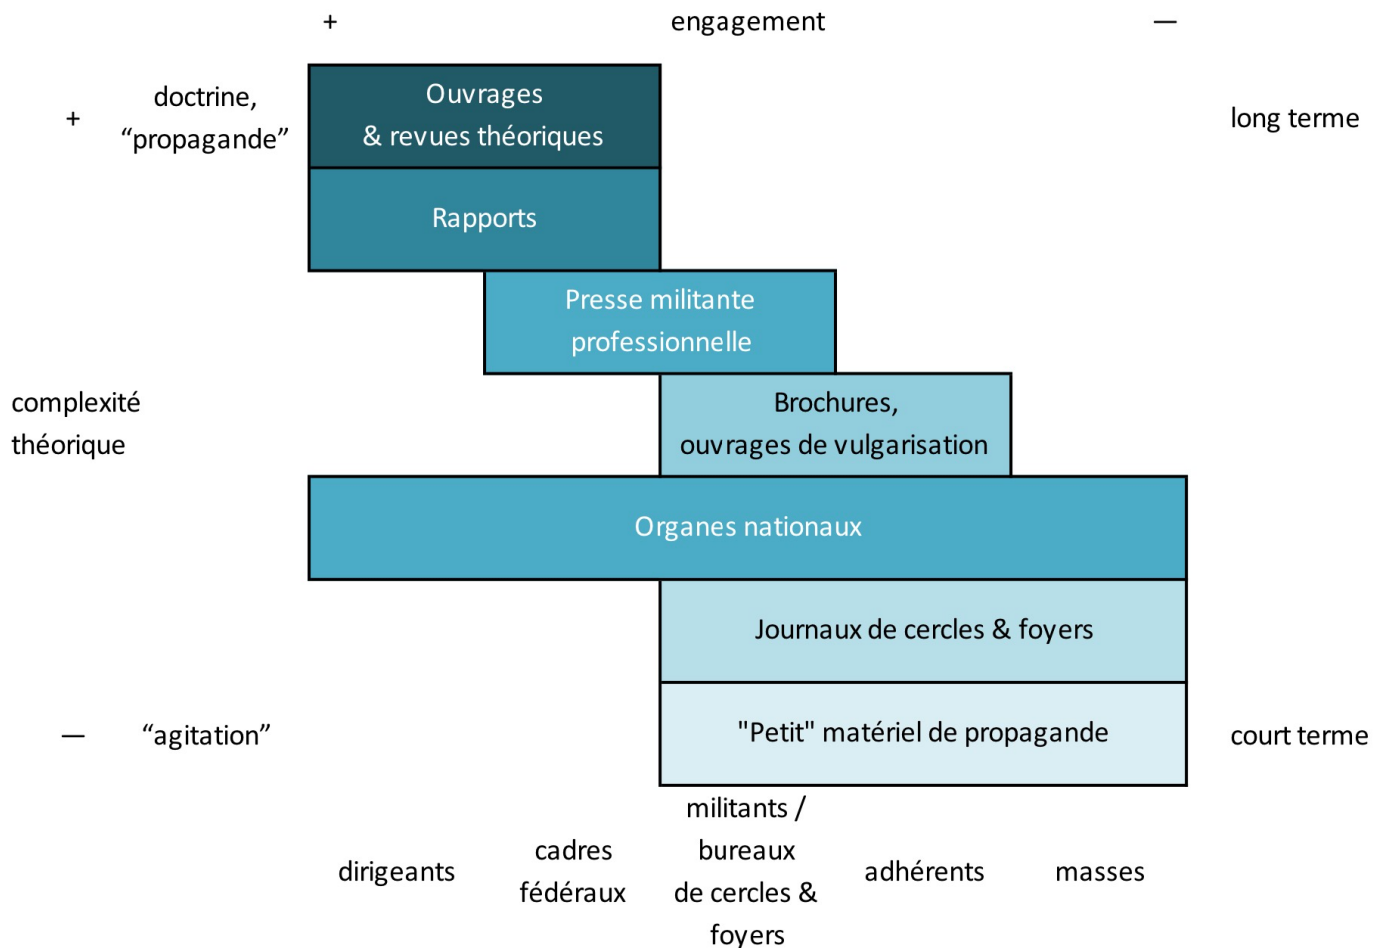 + engagement —
doctrine,
“propagande”
+
Ouvrages
& revues théoriques
long terme
Rapports
Presse militante
professionnelle
complexité
théorique
Brochures,
ouvrages de vulgarisation
Organes nationaux
Journaux de cercles & foyers
— “agitation”
"Petit" matériel de propagande
court terme
dirigeants
cadres
fédéraux
militants /
bureaux
de cercles &
foyers
adhérents
masses